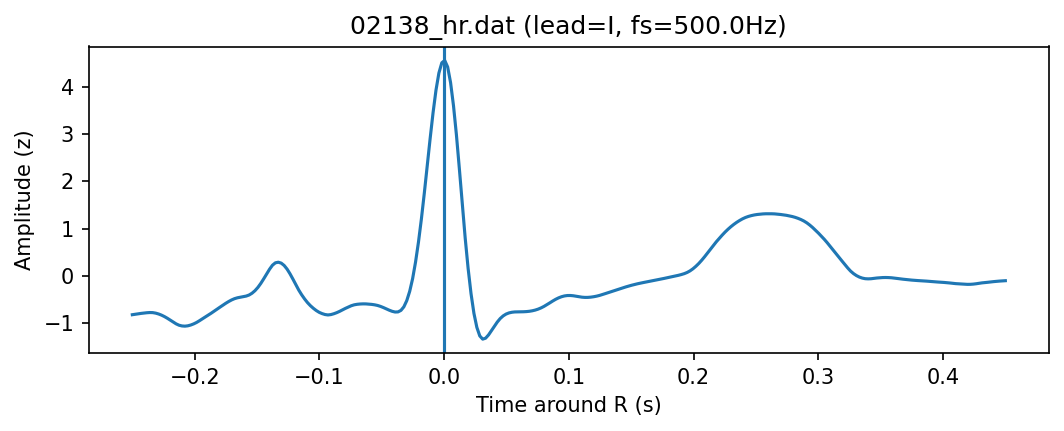 02138_hr.dat (lead=I, fs=500.0Hz)
Amplitude (z)
4
3
2
1
0
−1
−0.2 −0.1 0.0 0.1 0.2 0.3 0.4
Time around R (s)